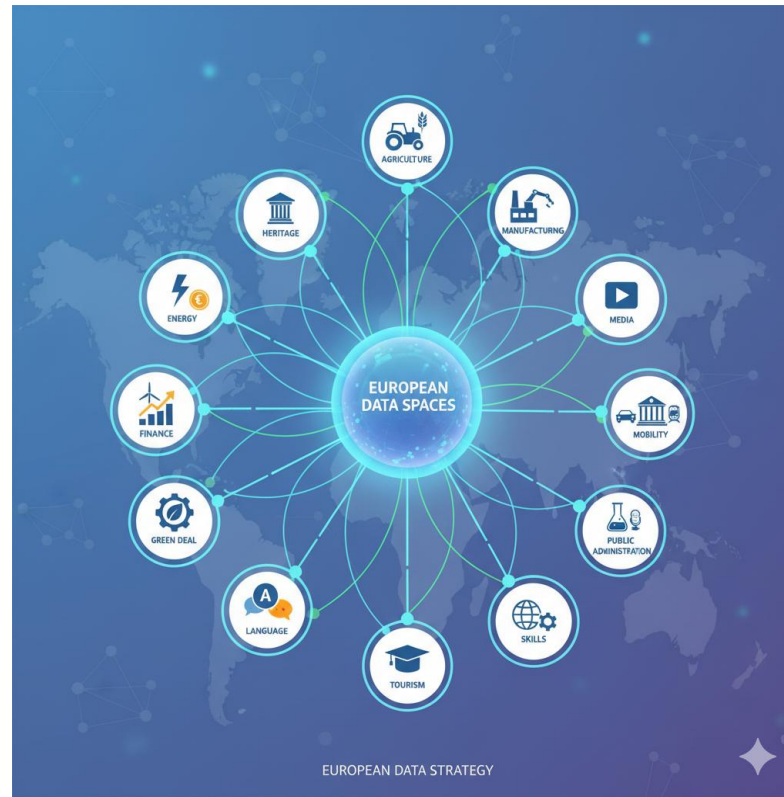 AGRICULTURE
HERITAGE
MANUFACTURNG
ENERGY
MEDIA
EUROPEAN
DATA SPACES
FINANCE
MOBILITY
GREEN DEAL
PUBLIC
ADMINISTRATION
LANGUAGE
A
SKILLS
TOURISM
EUROPEAN DATA STRATEGY